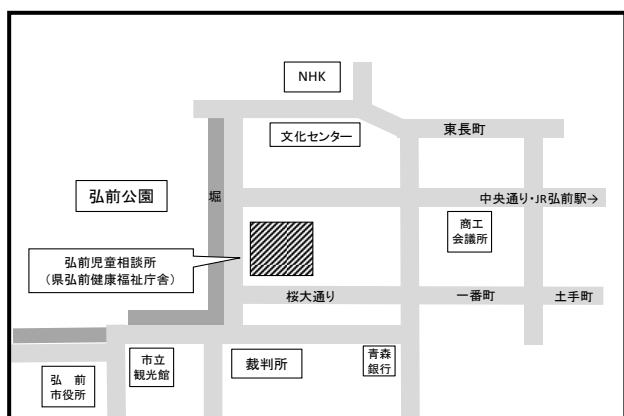 NHK
文化センター
東長町
弘前公園
堀
中央通り・JR弘前駅→
商工
会議所
弘前児童相談所
(県弘前健康福祉庁舎)
桜大通り
一番町
土手町
市立
観光館
裁判所
青森
銀行
弘　前
市役所